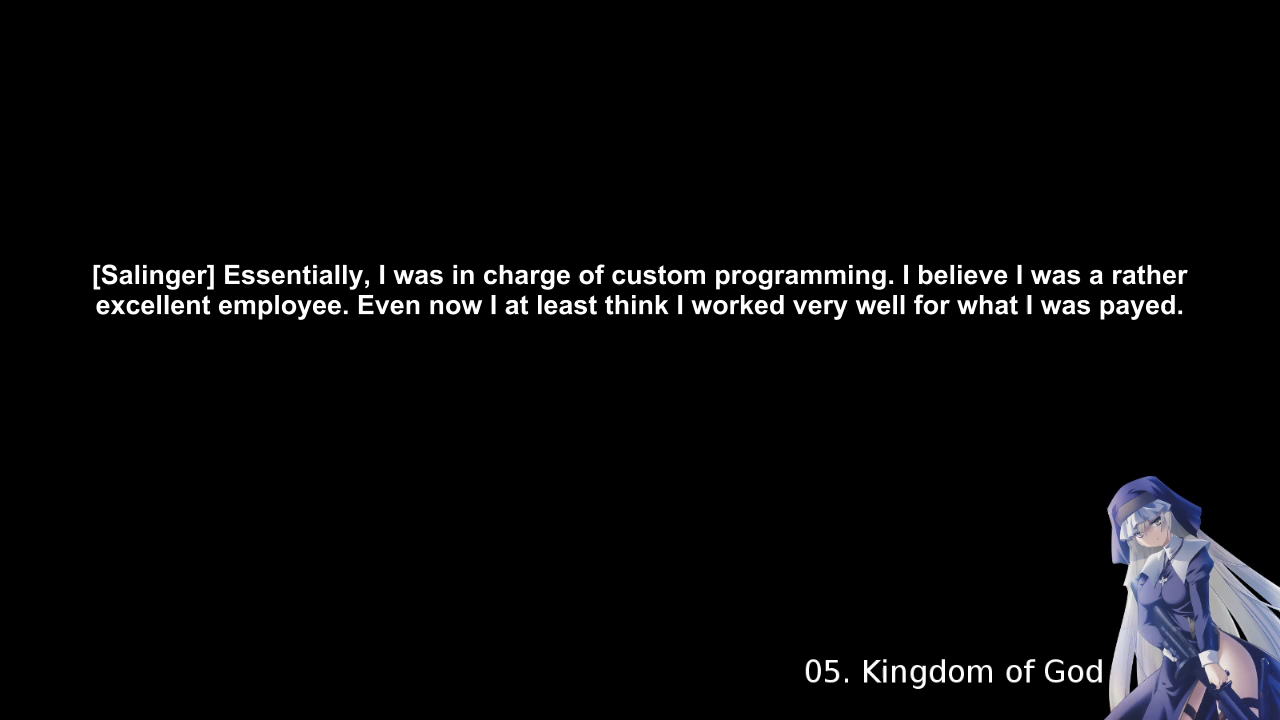 [Salinger] Essentially, I was in charge of custom programming. I believe I was a rather
excellent employee. Even now I at least think I worked very well for what I was payed.
05. Kingdom of God